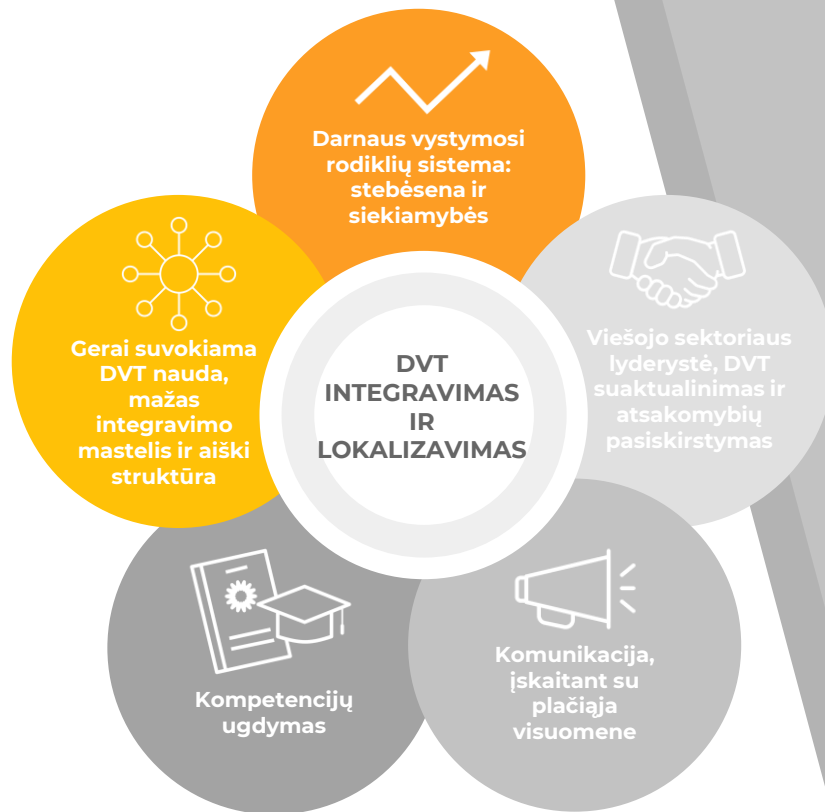 Darnaus vystymosi
rodiklių sistema:
stebėsena ir
siekiamybės
Gerai suvokiama
DVT nauda,
mažas
integravimo
mastelis ir aiški
struktūra
Viešojo sektoriaus
lyderystė, DVT
suaktualinimas ir
atsakomybių
pasiskirstymas
DVT
INTEGRAVIMAS
IR
LOKALIZAVIMAS
Kompetencijų
ugdymas
Komunikacija,
įskaitant su
plačiąja
visuomene